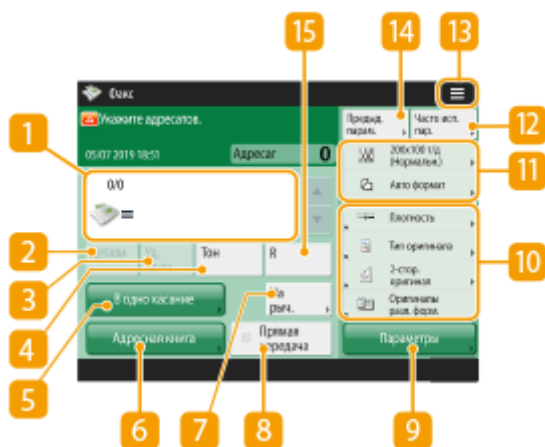 15
14
13
Факс
Укажите адресатов.
Предыд.
парам.
Часто исп.
пар.
12
1
05/07 2019 18:51
Адресат 0
200x100 т/д
(Нормальн.)
11
0/0
Авто формат
Плотность
2
Тон
R
Тип оригинала
10
3
2-стор.
оригинал
4
В одно касание
На
рыч.
Оригиналы
разл. форм.
5
Адресная книга
Прямая
передача
Параметры
6
7
8
9